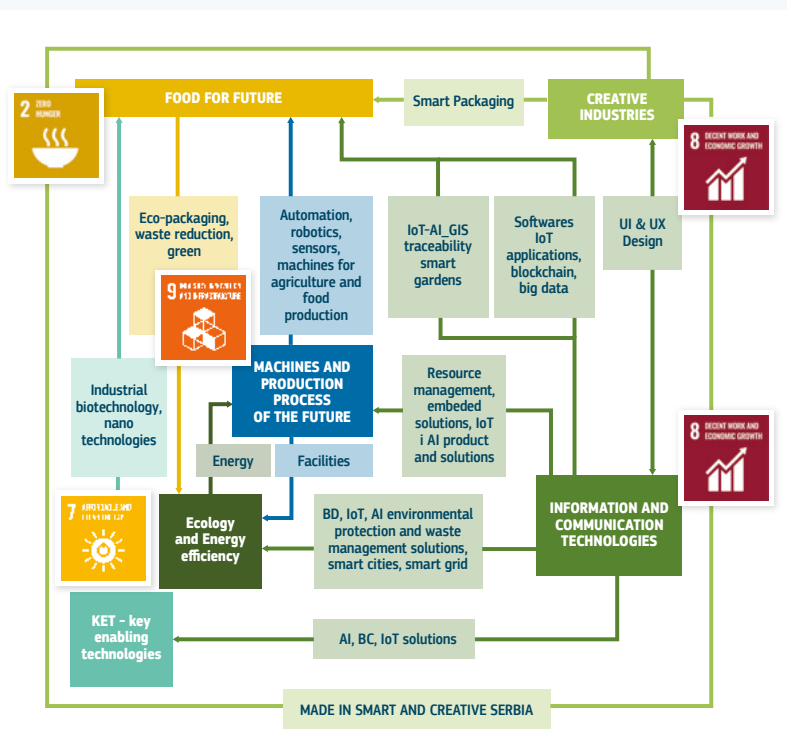 2 ZERO
HUNGER
FOOD FOR FUTURE
Smart Packaging
CREATIVE
INDUSTRIES
8 DECENT WORK AND
ECONOMIC GROWTH
Eco-packaging,
waste reduction,
green
Automation,
robotics,
sensors,
machines for
agriculture and
food
production
IoT-AI_GIS
traceability
smart
gardens
Softwares
IoT
applications,
blockchain,
big data
UI & UX
Design
9
MACHINES AND
PRODUCTION
PROCESS
OF THE FUTURE
Industrial
biotechnology,
nano
technologies
Resource
management,
embeded
solutions, IoT
i AI product
and solutions
Energy
Facilities
8 DECENT WORK AND
ECONOMIC GROWTH
7
Ecology
and Energy
efficiency
BD, IoT, AI environmental
protection and waste
management solutions,
smart cities, smart grid
INFORMATION AND
COMMUNICATION
TECHNOLOGIES
KET - key
enabling
technologies
AI, BC, IoT solutions
MADE IN SMART AND CREATIVE SERBIA